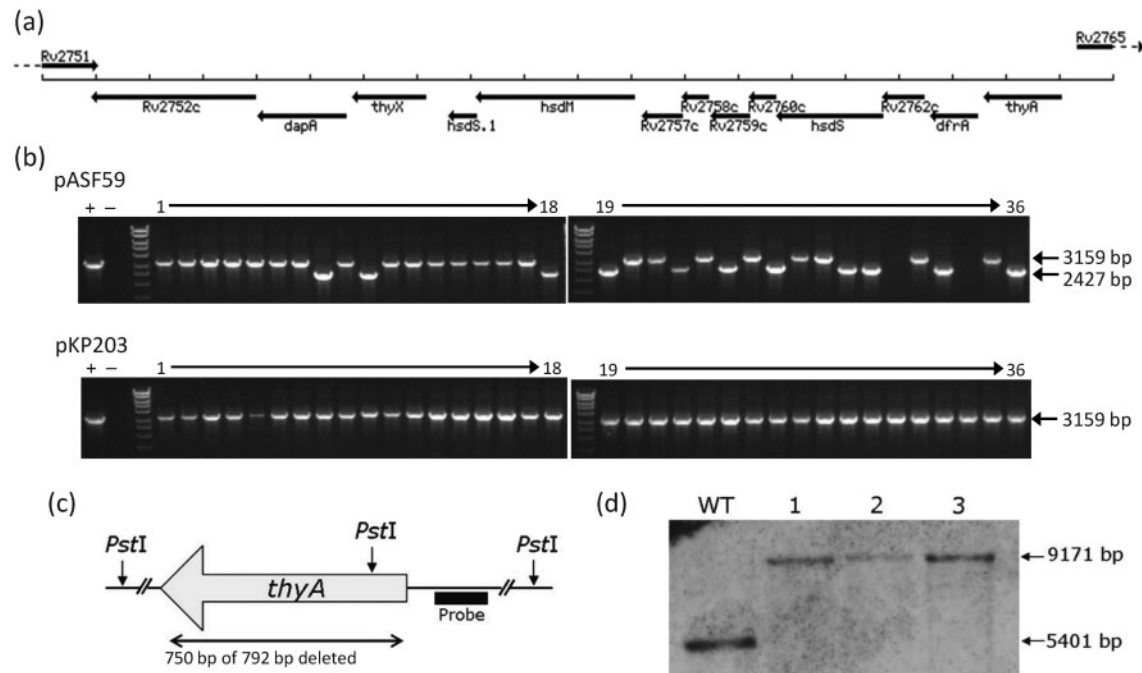 (a)
Rv2751
Rv2765
Rv2752c
dapA
thyX
hsdS.1
hsdM
Rv2757c
Rv2758c
Rv2759c
Rv2760c
hsdS
Rv2762c
dfrA
thyA
(b)
pASF59
+ – 1 18 19 36
3159 bp
2427 bp
pKP203
+ – 1 18 19 36
3159 bp
(c)
PstI PstI PstI
thyA
Probe
750 bp of 792 bp deleted
(d)
WT 1 2 3
9171 bp
5401 bp